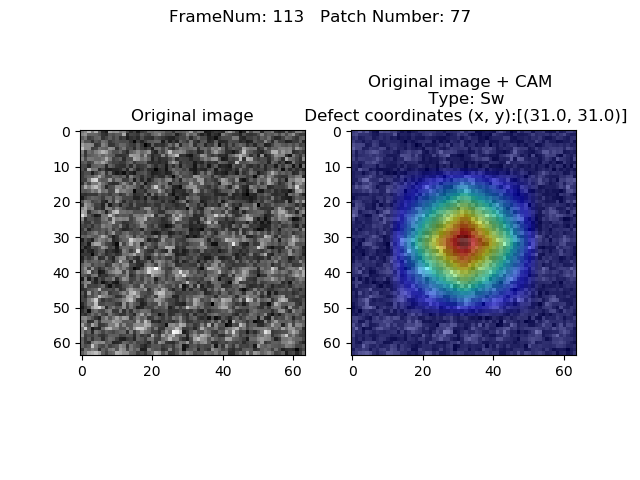 FrameNum: 113   Patch Number: 77
Original image
Original image + CAM
Type: Sw
Defect coordinates (x, y):[(31.0, 31.0)]
0
10
20
30
40
50
60
0 20 40 60
0
10
20
30
40
50
60
0 20 40 60